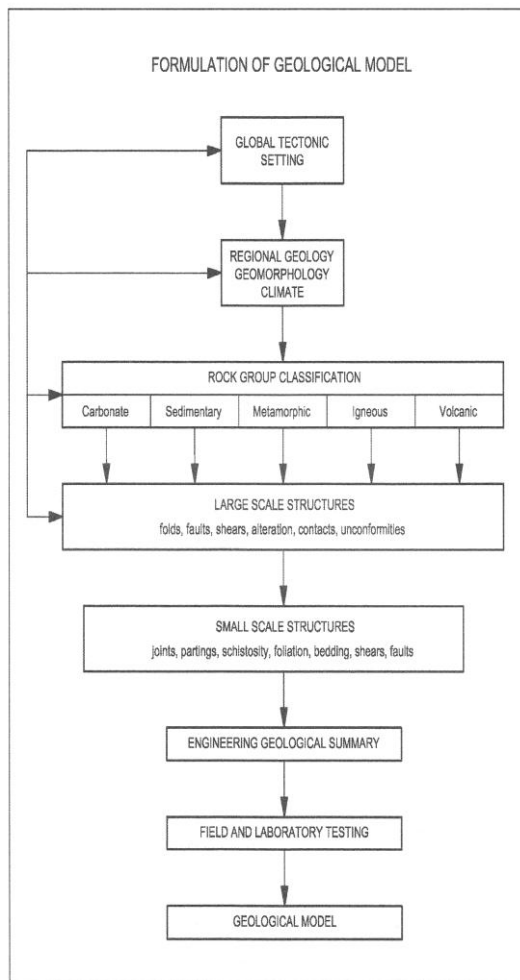 FORMULATION OF GEOLOGICAL MODEL
GLOBAL TECTONIC
SETTING
REGIONAL GEOLOGY
GEOMORPHOLOGY
CLIMATE
ROCK GROUP CLASSIFICATION
Carbonate Sedimentary Metamorphic Igneous Volcanic
LARGE SCALE STRUCTURES
folds, faults, shears, alteration, contacts, unconformities
SMALL SCALE STRUCTURES
joints, partings, schistosity, foliation, bedding, shears, faults
ENGINEERING GEOLOGICAL SUMMARY
FIELD AND LABORATORY TESTING
GEOLOGICAL MODEL